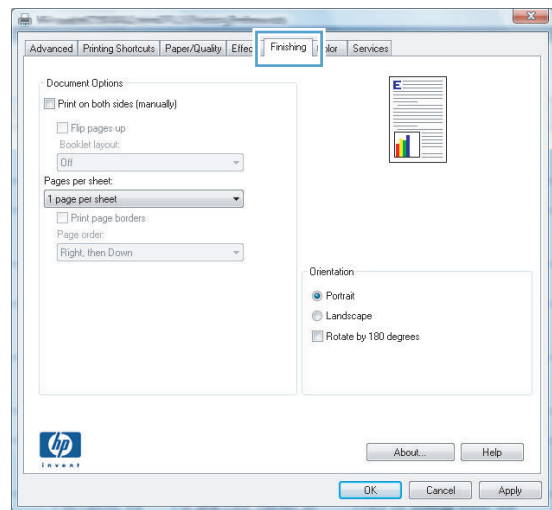 Advanced Printing Shortcuts Paper/Quality Effec Finishing olor Services
Document Options
Print on both sides (manually)
Flip pages up
Booklet layout:
Off
Pages per sheet:
1 page per sheet
Print page borders
Page order:
Right, then Down
E
Orientation
Portrait
Landscape
Rotate by 180 degrees
hp
invent
About... Help
OK Cancel Apply